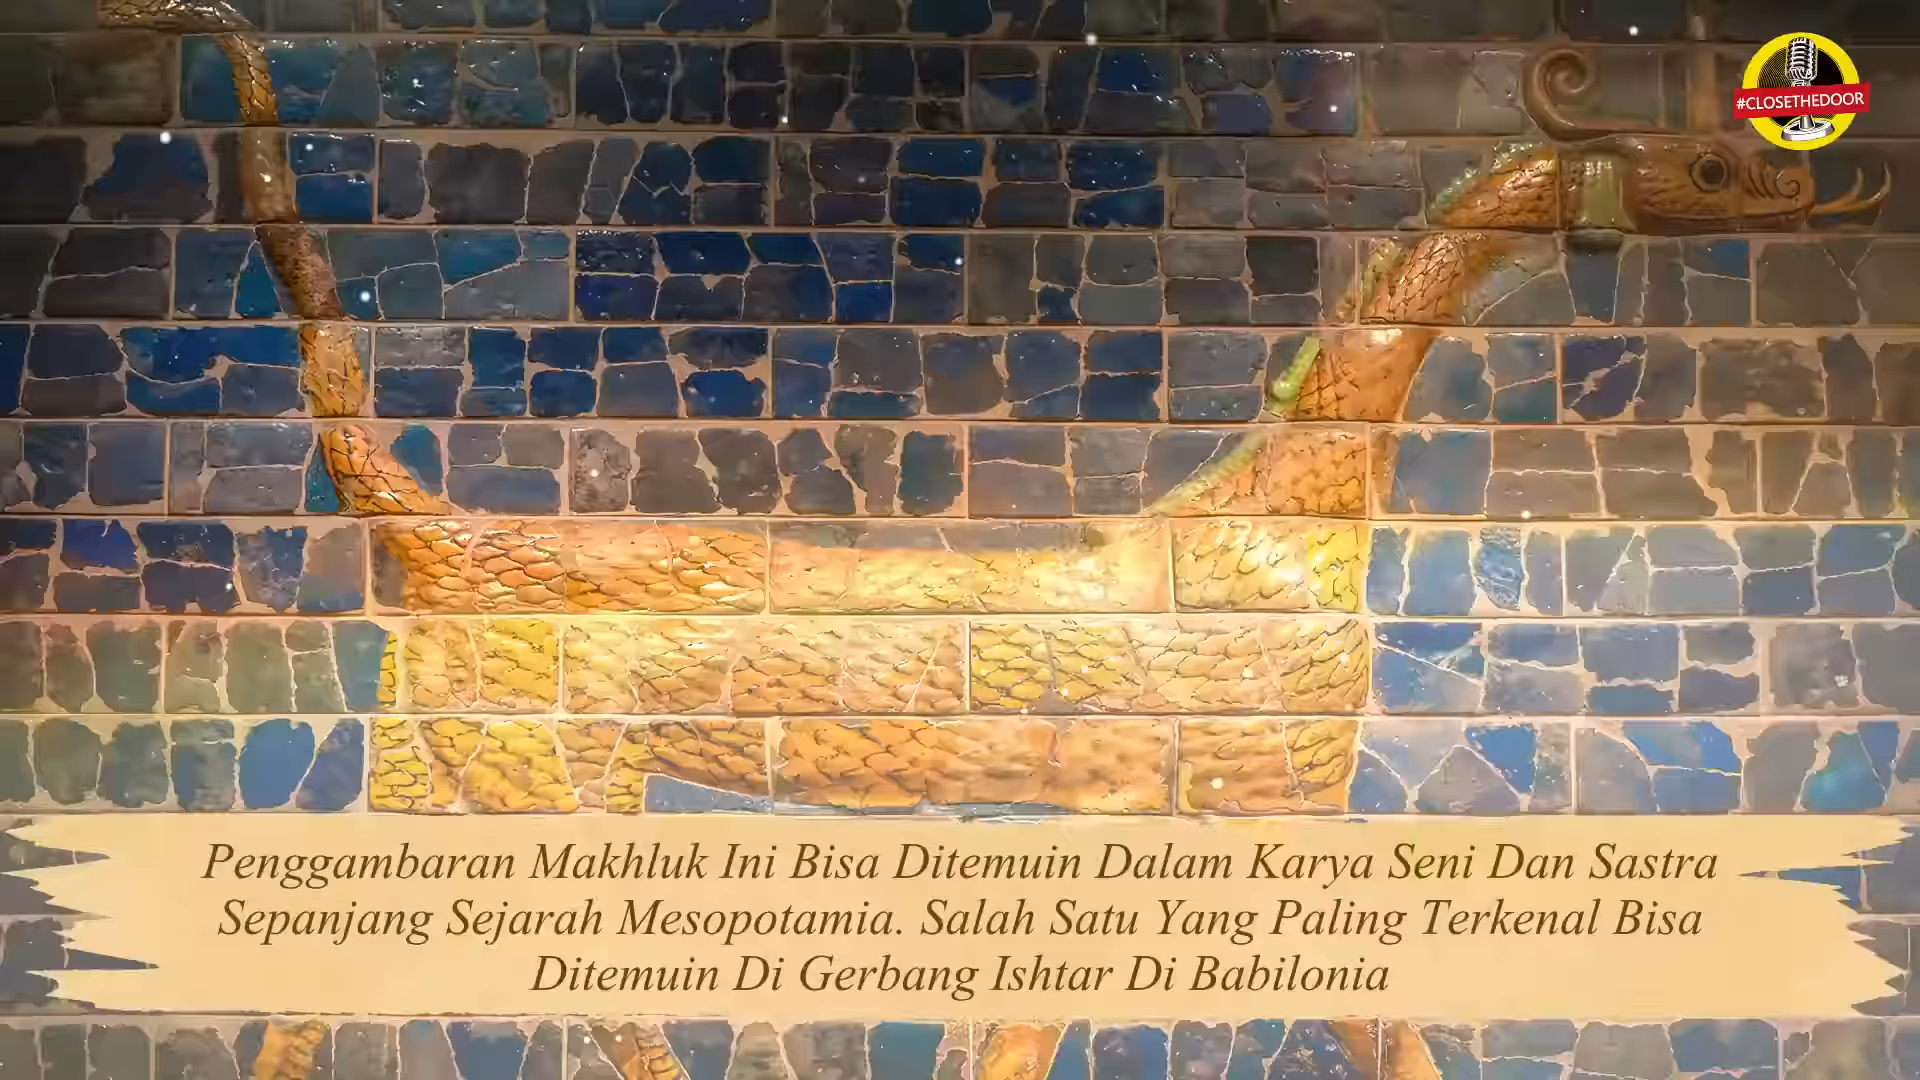 #CLOSETHEDOOR
Penggambaran Makhluk Ini Bisa Ditemuin Dalam Karya Seni Dan Sastra
Sepanjang Sejarah Mesopotamia. Salah Satu Yang Paling Terkenal Bisa
Ditemuin Di Gerbang Ishtar Di Babilonia